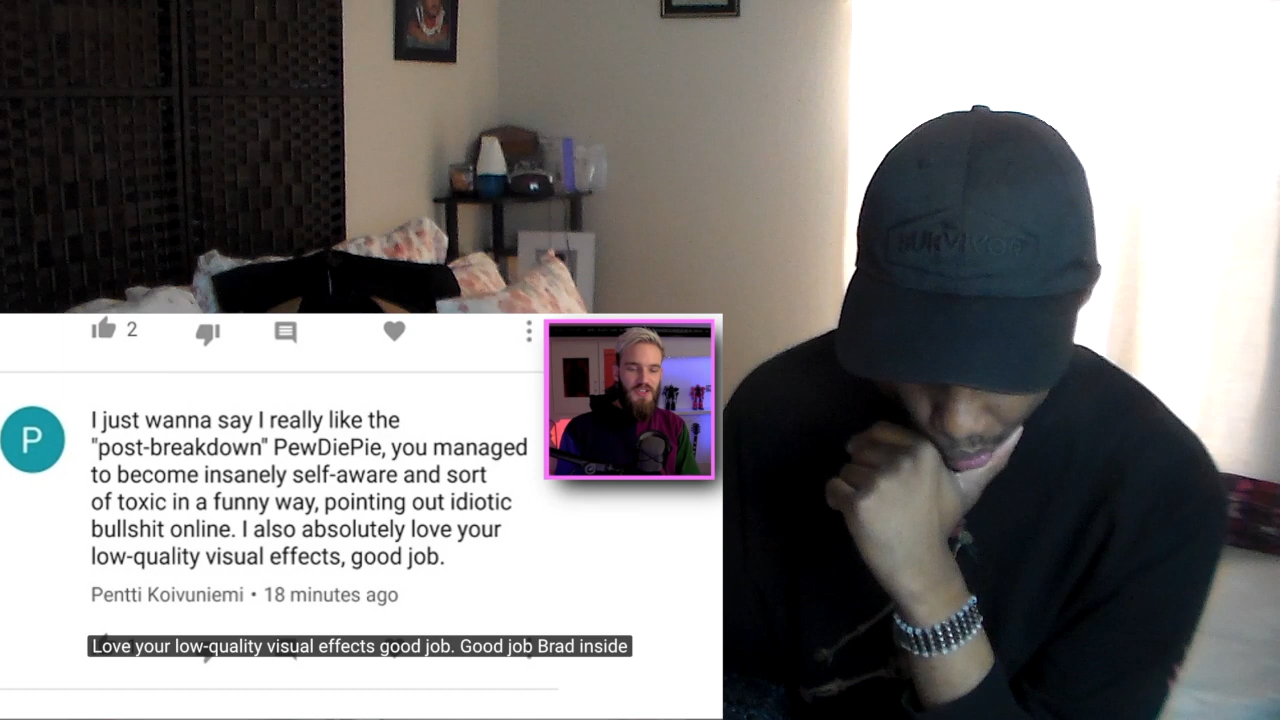 SURVIVOR
2
P
I just wanna say I really like the
"post-breakdown" PewDiePie, you managed
to become insanely self-aware and sort
of toxic in a funny way, pointing out idiotic
bullshit online. I also absolutely love your
low-quality visual effects, good job.
Pentti Koivuniemi • 18 minutes ago
Love your low-quality visual effects good job. Good job Brad inside